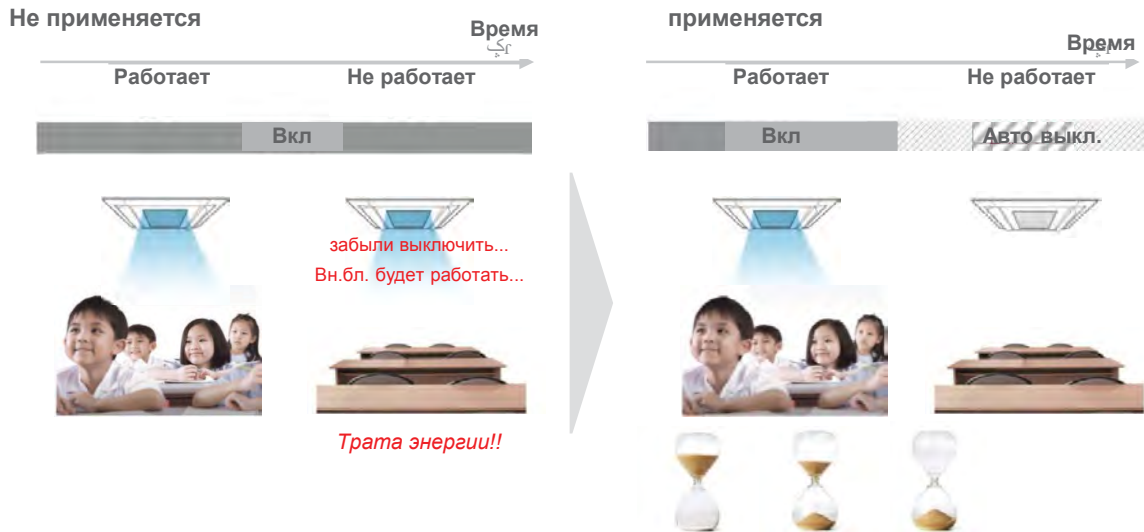 Не применяется
Время
Работает
Не работает
Вкл
забыли выключить...
Вн.бл. будет работать...
Трата энергии!!
применяется
Время
Работает
Не работает
Вкл
Авто выкл.